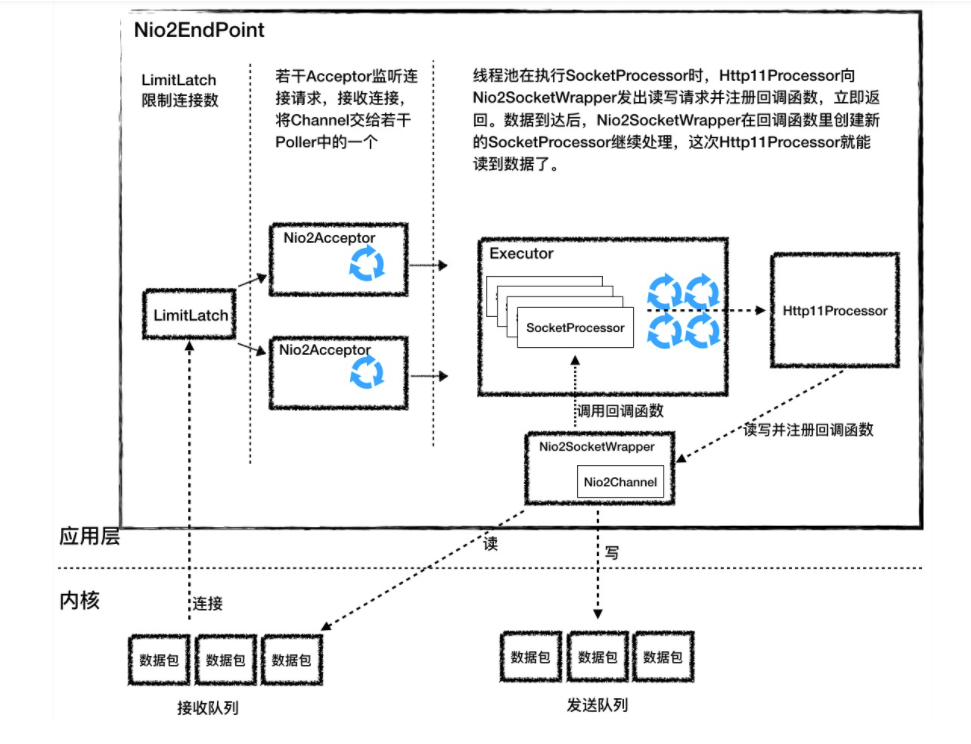 Nio2EndPoint
LimitLatch
限制连接数
若干Acceptor监听连
接请求，接收连接，
将Channel交给若干
Poller中的一个
线程池在执行SocketProcessor时，Http11Processor向
Nio2SocketWrapper发出读写请求并注册回调函数，立即返
回。数据到达后，Nio2SocketWrapper在回调函数里创建新
的SocketProcessor继续处理，这次Http11Processor就能
读到数据了。
Nio2Acceptor
Executor
LimitLatch
SocketProcessor
Http11Processor
Nio2Acceptor
调用回调函数
读写并注册回调函数
Nio2SocketWrapper
Nio2Channel
应用层
读
写
内核
连接
数据包
数据包
数据包
数据包
数据包
数据包
接收队列
发送队列